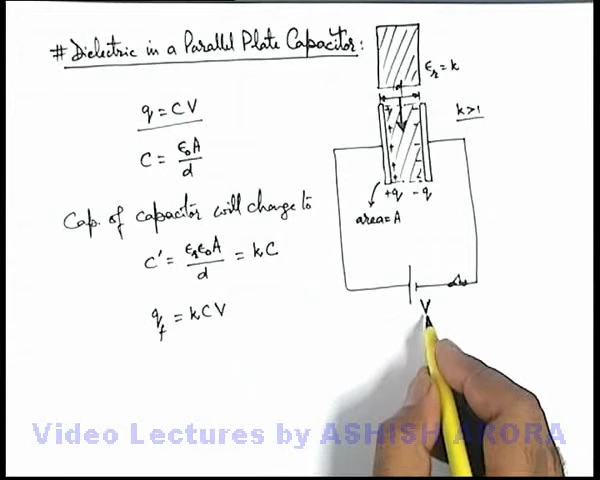 # Dielectric in a Parallel Plate Capacitor:
q = CV
C = ε₀A/d
Cap. of capacitor will change to
C' = εᵣε₀A/d = kC
q_f = kCV
εᵣ = k
d
k>1
+q -q
area = A
V
Video Lectures by ASHISH ARORA